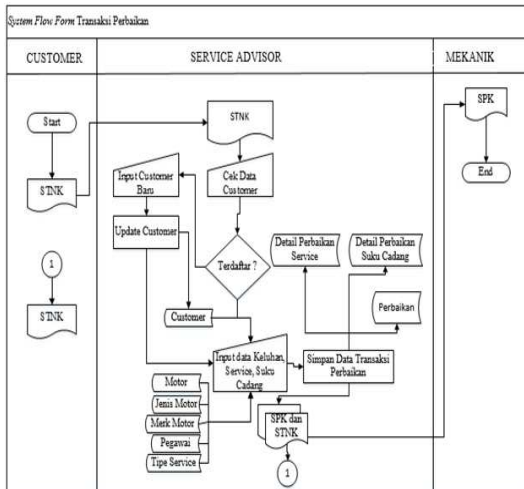 System Flow Form Transaksi Perbaikan
CUSTOMER
SERVICE ADVISOR
MEKANIK
Start
STNK
1
STNK
STNK
Input Customer
Baru
Cek Data
Customer
Update Customer
Terdaftar ?
Customer
Detail Perbaikan
Service
Detail Perbaikan
Suku Cadang
Perbaikan
Input data Keluhan,
Service, Suku
Cadang
Simpan Data Transaksi
Perbaikan
Motor
Jenis Motor
Merk Motor
Pegawai
Tipe Service
SPK dan
STNK
1
SPK
End